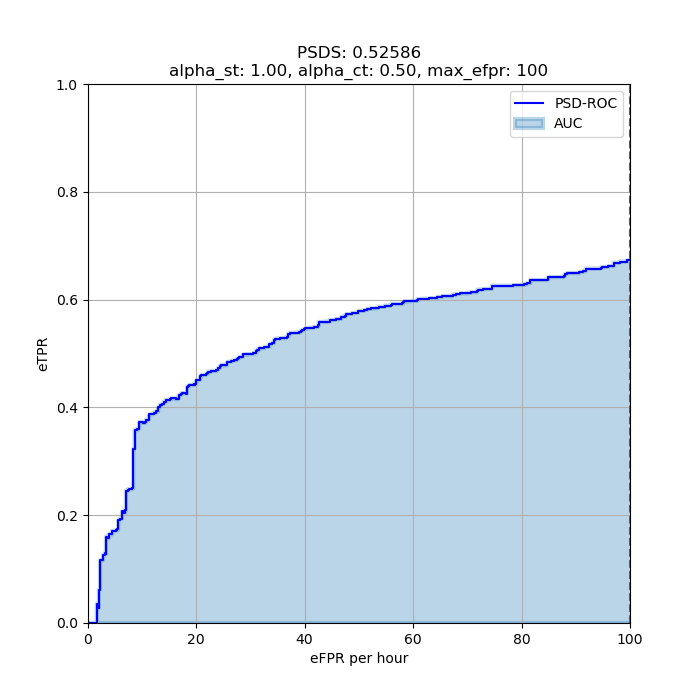 PSDS: 0.52586
alpha_st: 1.00, alpha_ct: 0.50, max_efpr: 100
PSD-ROC
AUC
1.0
0.8
0.6
0.4
0.2
0.0
eTPR
0 20 40 60 80 100
eFPR per hour